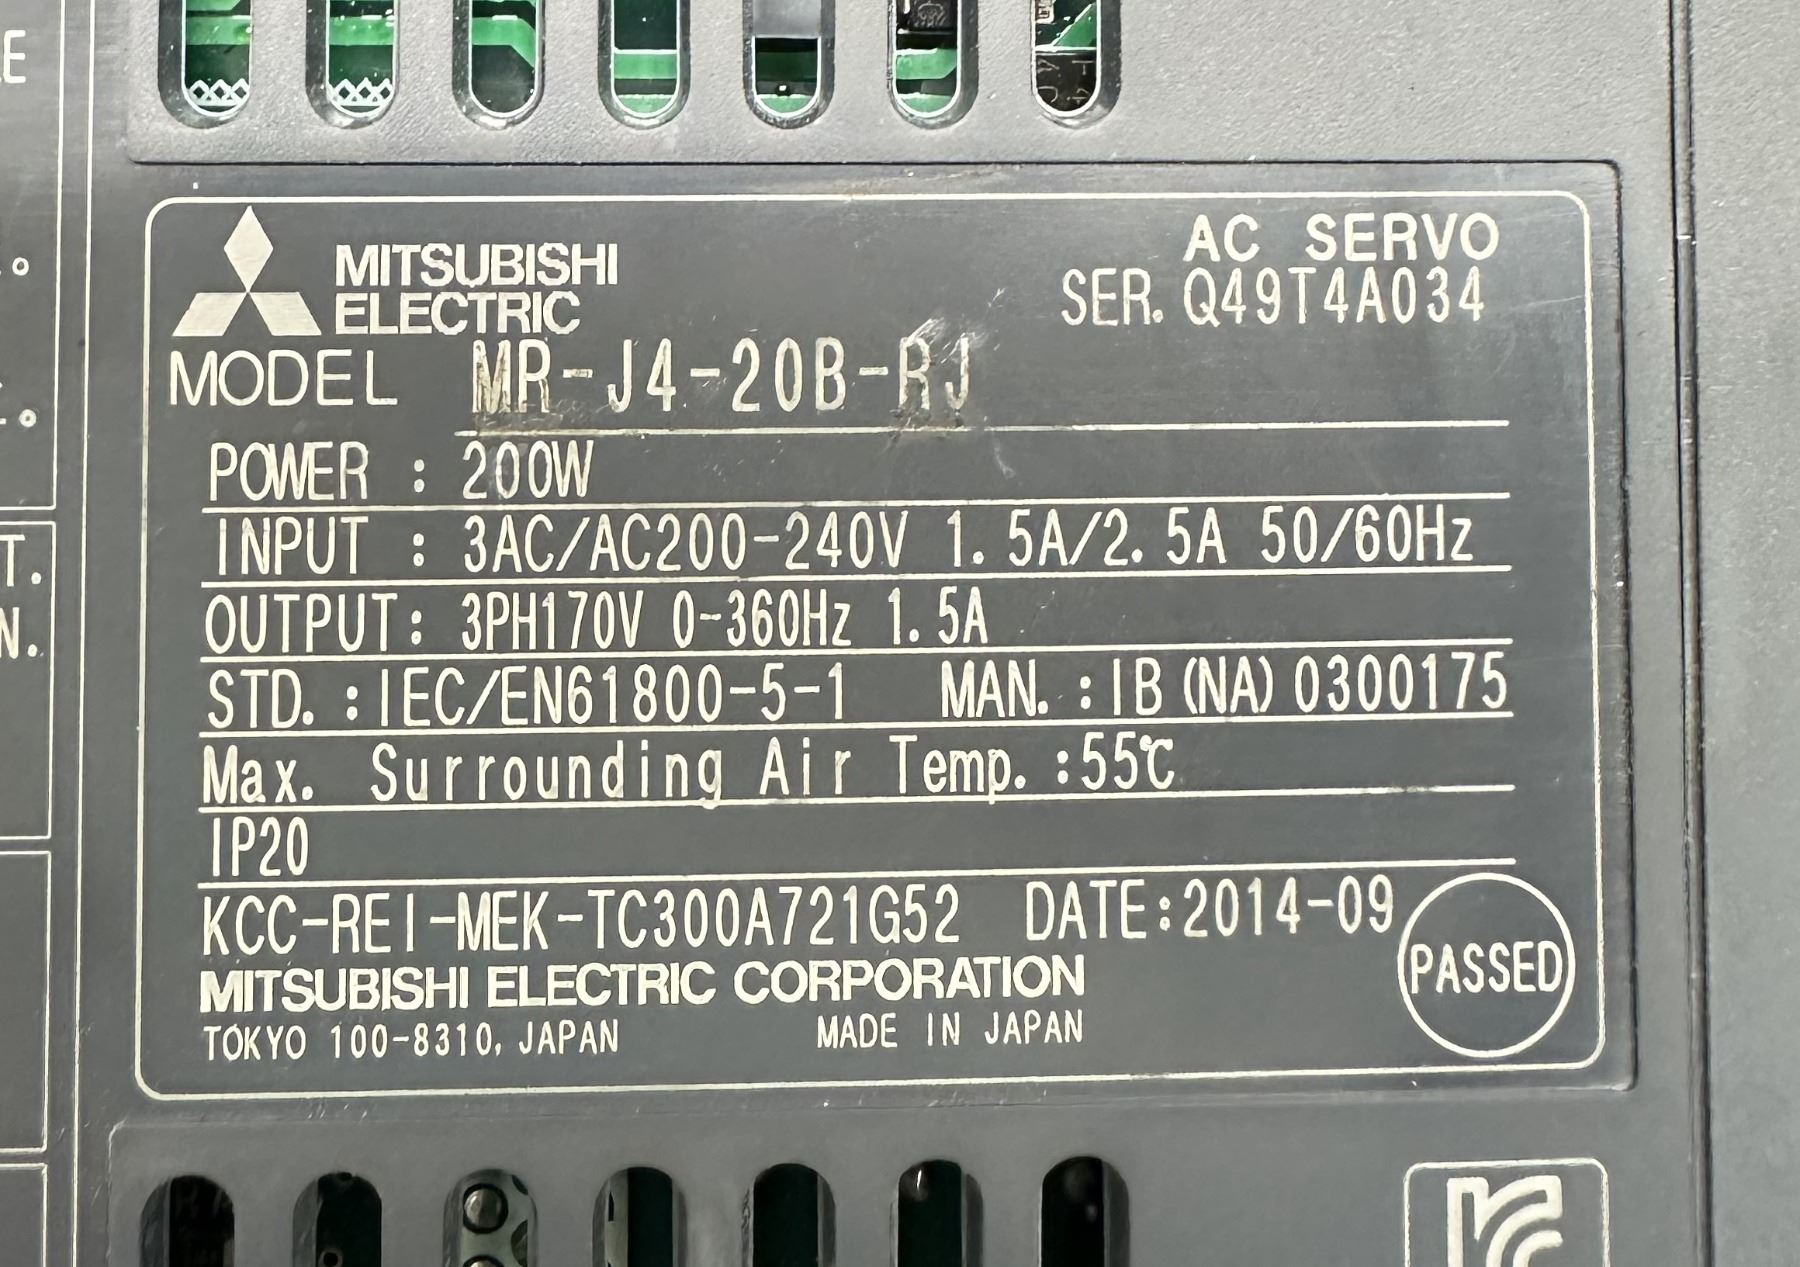 AC SERVO
MITSUBISHI
ELECTRIC
SER. Q49T4A034
MODEL MR-J4-20B-RJ
POWER : 200W
INPUT : 3AC/AC200-240V 1.5A/2.5A 50/60Hz
OUTPUT: 3PH170V 0-360Hz 1.5A
STD. :IEC/EN61800-5-1 MAN. :IB(NA)0300175
Max. Surrounding Air Temp. :55℃
IP20
KCC-REI-MEK-TC300A721G52 DATE:2014-09
PASSED
MITSUBISHI ELECTRIC CORPORATION
TOKYO 100-8310, JAPAN MADE IN JAPAN